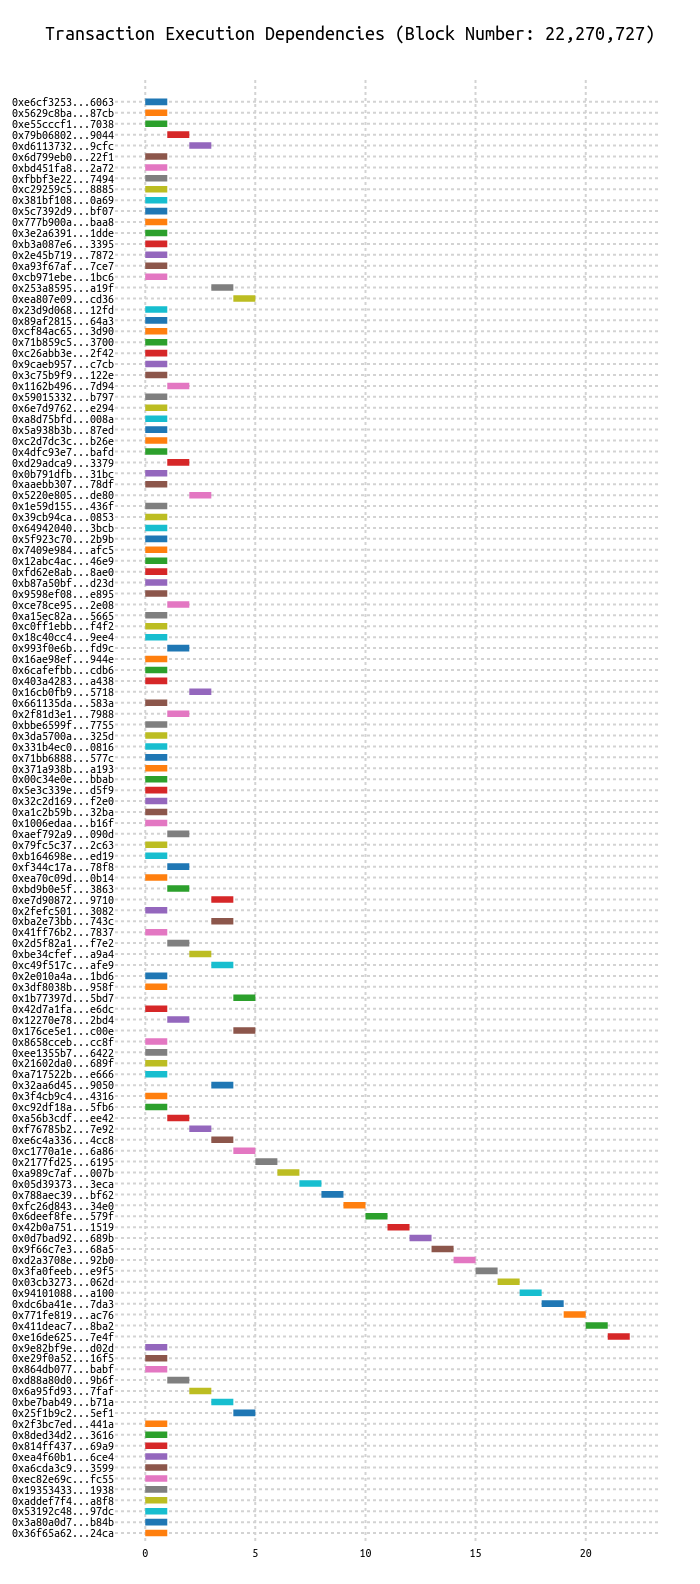 Transaction Execution Dependencies (Block Number: 22,270,727)
0xe6cf3253...6063
0x5629c8ba...87cb
0xe55cccf1...7038
0x79b06802...9044
0xd6113732...9cfc
0x6d799eb0...22f1
0xbd451fa8...2a72
0xfbbf3e22...7494
0xc29259c5...8885
0x381bf108...0a69
0x5c7392d9...bf07
0x777b900a...baa8
0x3e2a6391...1dde
0xb3a087e6...3395
0x2e45b719...7872
0xa93f67af...7ce7
0xcb971ebe...1bc6
0x253a8595...a19f
0xea807e09...cd36
0x23d9d068...12fd
0x89af2815...64a3
0xcf84ac65...3d90
0x71b859c5...3700
0xc26abb3e...2f42
0x9caeb957...c7cb
0x3c75b9f9...122e
0x1162b496...7d94
0x59015332...b797
0x6e7d9762...e294
0xa8d75bfd...008a
0x5a938b3b...87ed
0xc2d7dc3c...b26e
0x4dfc93e7...bafd
0xd29adca9...3379
0x0b791dfb...31bc
0xaaebb307...78df
0x5220e805...de80
0x1e59d155...436f
0x39cb94ca...0853
0x64942040...3bcb
0x5f923c70...2b9b
0x7409e984...afc5
0x12abc4ac...46e9
0xfd62e8ab...8ae0
0xb87a50bf...d23d
0x9598ef08...e895
0xce78ce95...2e08
0xa15ec82a...5665
0xc0ff1ebb...f4f2
0x18c40cc4...9ee4
0x993f0e6b...fd9c
0x16ae98ef...944e
0x6cafefbb...cdb6
0x403a4283...a438
0x16cb0fb9...5718
0x661135da...583a
0x2f81d3e1...7988
0xbbe6599f...7755
0x3da5700a...325d
0x331b4ec0...0816
0x71bb6888...577c
0x371a938b...a193
0x00c34e0e...bbab
0x5e3c339e...d5f9
0x32c2d169...f2e0
0xa1c2b59b...32ba
0x1006edaa...b16f
0xaef792a9...090d
0x79fc5c37...2c63
0xb164698e...ed19
0xf344c17a...78f8
0xea70c09d...0b14
0xbd9b0e5f...3863
0xe7d90872...9710
0x2fefc501...3082
0xba2e73bb...743c
0x41ff76b2...7837
0x2d5f82a1...f7e2
0xbe34cfef...a9a4
0xc49f517c...afe9
0x2e010a4a...1bd6
0x3df8038b...958f
0x1b77397d...5bd7
0x42d7a1fa...e6dc
0x12270e78...2bd4
0x176ce5e1...c00e
0x8658cceb...cc8f
0xee1355b7...6422
0x21602da0...689f
0xa717522b...e666
0x32aa6d45...9050
0x3f4cb9c4...4316
0xc92df18a...5fb6
0xa56b3cdf...ee42
0xf76785b2...7e92
0xe6c4a336...4cc8
0xc1770a1e...6a86
0x2177fd25...6195
0xa989c7af...007b
0x05d39373...3eca
0x788aec39...bf62
0xfc26d843...34e0
0x6deef8fe...579f
0x42b0a751...1519
0x0d7bad92...689b
0x9f66c7e3...68a5
0xd2a3708e...92b0
0x3fa0feeb...e9f5
0x03cb3273...062d
0x94101088...a100
0xdc6ba41e...7da3
0x771fe819...ac76
0x411deac7...8ba2
0xe16de625...7e4f
0x9e82bf9e...d02d
0xe29f0a52...16f5
0x864db077...babf
0xd88a80d0...9b6f
0x6a95fd93...7faf
0xbe7bab49...b71a
0x25f1b9c2...5ef1
0x2f3bc7ed...441a
0x8ded34d2...3616
0x814ff437...69a9
0xea4f60b1...6ce4
0xa6cda3c9...3599
0xec82e69c...fc55
0x19353433...1938
0xaddef7f4...a8f8
0x53192c48...97dc
0x3a80a0d7...b84b
0x36f65a62...24ca
0 5 10 15 20